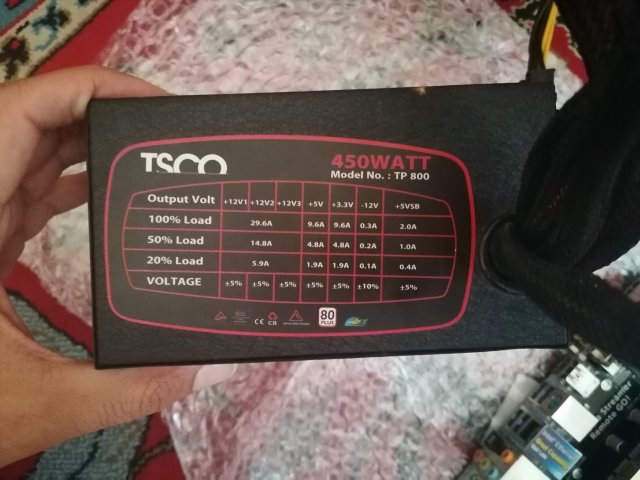 TSCO
450WATT
Model No. : TP 800
Output Volt +12V1 +12V2 +12V3 +5V +3.3V -12V +5VSB
100% Load 29.6A 9.6A 9.6A 0.3A 2.0A
50% Load 14.8A 4.8A 4.8A 0.2A 1.0A
20% Load 5.9A 1.9A 1.9A 0.1A 0.4A
VOLTAGE ±5% ±5% ±5% ±5% ±5% ±10% ±5%
CE CB 80
PLUS
Streamer
Remote GO!